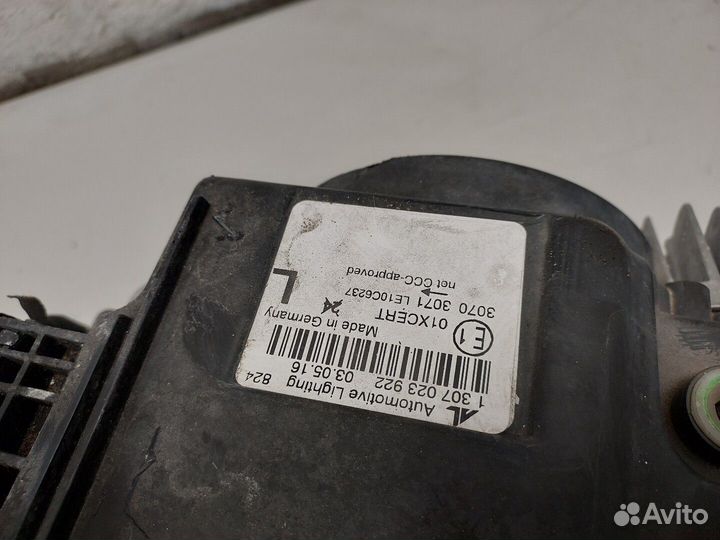 AL Automotive Lighting 824
1 307 023 922 03.05.16
E1 01XCERT Made in Germany
24
3070 3071 LE10C6237 L
not CCC-approved
Avito